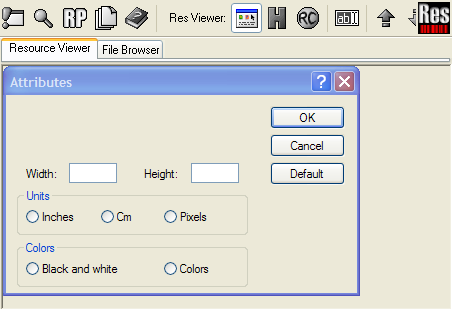 RP Res Viewer: H RC ab Res
Resource Viewer File Browser
Attributes ?
OK
Cancel
Width: Height: Default
Units
Inches Cm Pixels
Colors
Black and white Colors